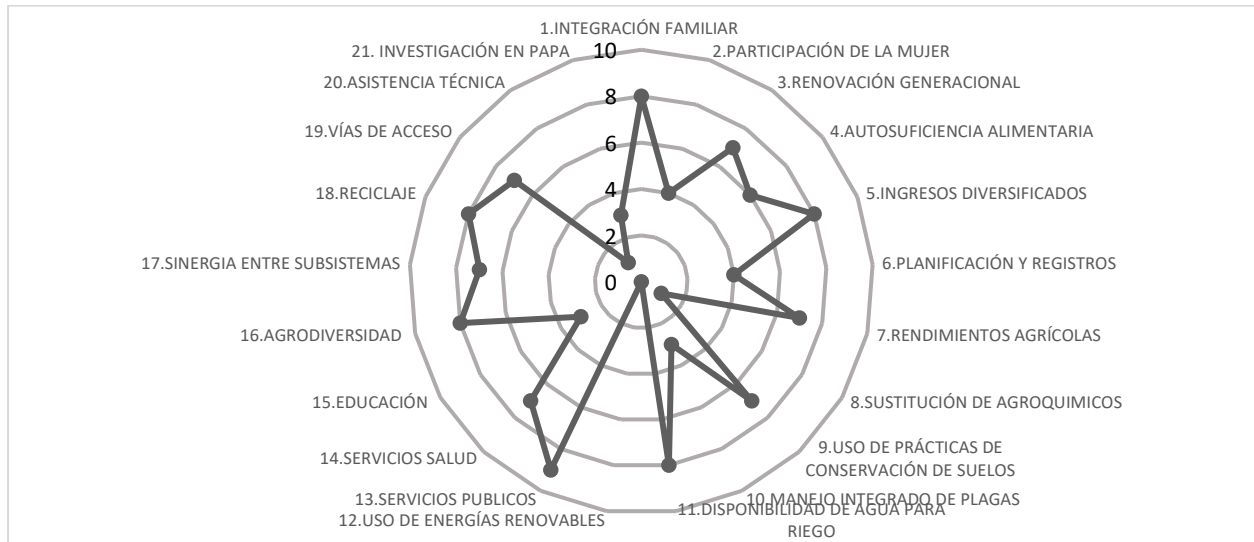 1.INTEGRACIÓN FAMILIAR
2.PARTICIPACIÓN DE LA MUJER
3.RENOVACIÓN GENERACIONAL
4.AUTOSUFICIENCIA ALIMENTARIA
5.INGRESOS DIVERSIFICADOS
6.PLANIFICACIÓN Y REGISTROS
7.RENDIMIENTOS AGRÍCOLAS
8.SUSTITUCIÓN DE AGROQUIMICOS
9.USO DE PRÁCTICAS DE
CONSERVACIÓN DE SUELOS
10.MANEJO INTEGRADO DE PLAGAS
11.DISPONIBILIDAD DE AGUA PARA
RIEGO
12.USO DE ENERGÍAS RENOVABLES
13.SERVICIOS PUBLICOS
14.SERVICIOS SALUD
15.EDUCACIÓN
16.AGRODIVERSIDAD
17.SINERGIA ENTRE SUBSISTEMAS
18.RECICLAJE
19.VÍAS DE ACCESO
20.ASISTENCIA TÉCNICA
21. INVESTIGACIÓN EN PAPA
10
8
6
4
2
0